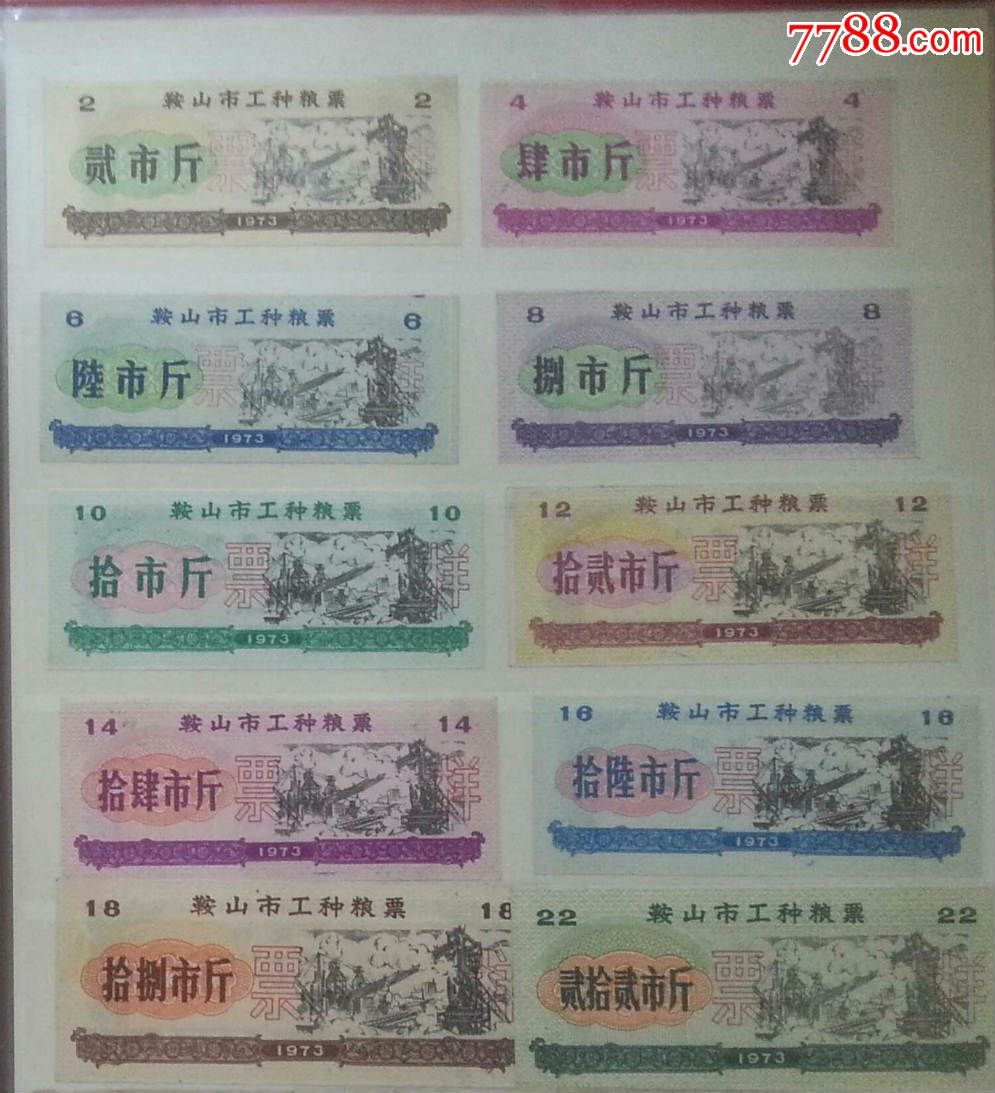 7788.com
2 鞍山市工种粮票 2
贰市斤 票样
1973
4 鞍山市工种粮票 4
肆市斤 票样
1973
6 鞍山市工种粮票 6
陸市斤 票样
1973
8 鞍山市工种粮票 8
捌市斤 票样
1973
10 鞍山市工种粮票 10
拾市斤 票样
1973
12 鞍山市工种粮票 12
拾贰市斤 票样
1973
14 鞍山市工种粮票 14
拾肆市斤 票样
1973
16 鞍山市工种粮票 16
拾陸市斤 票样
1973
18 鞍山市工种粮票 18
拾捌市斤 票样
1973
22 鞍山市工种粮票 22
贰拾贰市斤 票样
1973